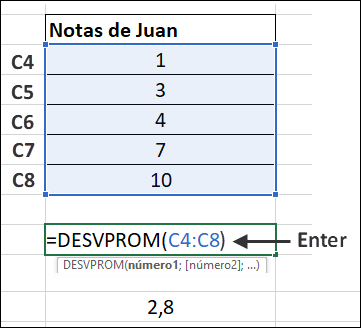 Notas de Juan
C4 1
C5 3
C6 4
C7 7
C8 10
=DESVPROM(C4:C8) Enter
DESVPROM(número1; [número2]; ...)
2,8